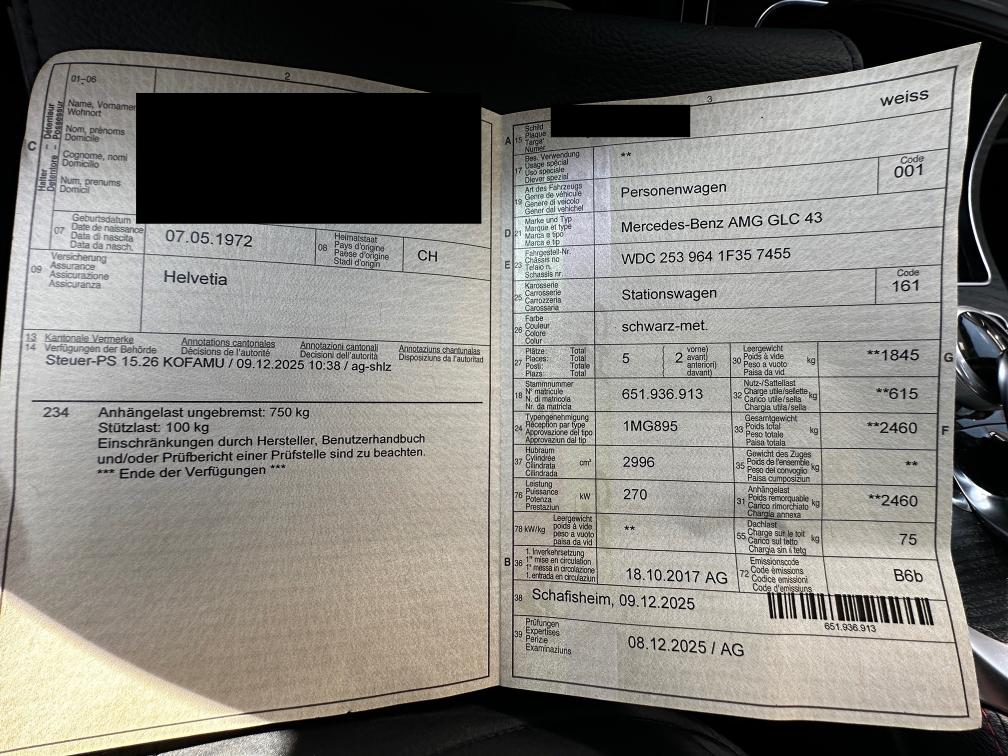 01-06
2
C
Halter Détenteur
Detentore Possessur
Name, Vornamen
Wohnort
Nom, prénoms
Domicile
Cognome, nomi
Domicilio
Num, prenums
Domicil
07
Geburtsdatum
Date de naissance
Data di nascita
Data da nasch.
07.05.1972
08
Heimatstaat
Pays d'origine
Paese d'origine
Stadi d'origin
CH
09
Versicherung
Assurance
Assicurazione
Assicuranza
Helvetia
13 Kantonale Vermerke Annotations cantonales Annotazioni cantonali Annotaziuns chantunalas
14 Verfügungen der Behörde Décisions de l'autorité Decisioni dell'autorità Disposiziuns da l'autoritad
Steuer-PS 15.26 KOFAMU / 09.12.2025 10:38 / ag-shlz
234 Anhängelast ungebremst: 750 kg
Stützlast: 100 kg
Einschränkungen durch Hersteller, Benutzerhandbuch
und/oder Prüfbericht einer Prüfstelle sind zu beachten.
*** Ende der Verfügungen ***
3
A
15
Schild
Plaque
Targa
Numer
weiss
17
Bes. Verwendung
Usage spécial
Uso speciale
Diever spezial
**
19
Art des Fahrzeugs
Genre de véhicule
Genere di veicolo
Gener dal vehichel
Personenwagen
Code
001
D
21
Marke und Typ
Marque et type
Marca e tipo
Marca e tip
Mercedes-Benz AMG GLC 43
E
23
Fahrgestell-Nr.
Châssis no
Telaio n.
Schassis nr.
WDC 253 964 1F35 7455
25
Karosserie
Carrosserie
Carrozzeria
Carossaria
Stationswagen
Code
161
26
Farbe
Couleur
Colore
Colur
schwarz-met.
27
Plätze: Total
Places: Total
Posti: Totale
Plazs: Total
5
2
vorne)
avant)
anteriori)
davant)
30
Leergewicht
Poids à vide
Peso a vuoto
Paisa da vid
kg
**1845
G
18
Stammnummer
N° matricule
N. di matricola
Nr. da matricla
651.936.913
32
Nutz-/Sattellast
Charge utile/sellette
Carico utile/sella
Chargia utila/sella
kg
**615
24
Typengenehmigung
Réception par type
Approvazione del tipo
Approvaziun dal tip
1MG895
33
Gesamtgewicht
Poids total
Peso totale
Paisa totala
kg
**2460
F
37
Hubraum
Cylindrée
Cilindrata
Cilindrada
cm³
2996
35
Gewicht des Zuges
Poids de l'ensemble
Peso del convoglio
Paisa cumposiziun
kg
**
76
Leistung
Puissance
Potenza
Prestaziun
kW
270
31
Anhängelast
Poids remorquable
Carico rimorchiato
Chargia annexa
kg
**2460
78 kW/kg
Leergewicht
poids à vide
peso a vuoto
paisa da vid
**
55
Dachlast
Charge sur le toit
Carico sul tetto
Chargia sin il tetg
kg
75
B
36
1. Inverkehrsetzung
1re mise en circulation
1a messa in circolazione
1. entrada en circulaziun
18.10.2017 AG
72
Emissionscode
Code émissions
Codice emissioni
Code d'emissiuns
B6b
38
Schafisheim, 09.12.2025
651.936.913
39
Prüfungen
Expertises
Perizie
Examinaziuns
08.12.2025 / AG